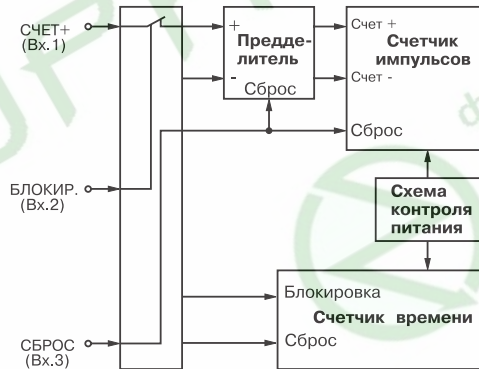 СЧЕТ+
(Вх.1)
+
Предде-
литель
-
Сброс
Счет +
Счетчик
импульсов
Счет -
Сброс
БЛОКИР.
(Вх.2)
Схема
контроля
питания
Блокировка
Счетчик времени
Сброс
СБРОС
(Вх.3)